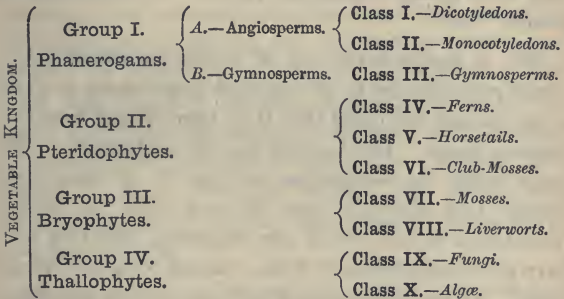 VEGETABLE KINGDOM.
Group I.
Phanerogams.
A.—Angiosperms.
Class I.—Dicotyledons.
Class II.—Monocotyledons.
B.—Gymnosperms.
Class III.—Gymnosperms.
Group II.
Pteridophytes.
Class IV.—Ferns.
Class V.—Horsetails.
Class VI.—Club-Mosses.
Group III.
Bryophytes.
Class VII.—Mosses.
Class VIII.—Liverworts.
Group IV.
Thallophytes.
Class IX.—Fungi.
Class X.—Algæ.